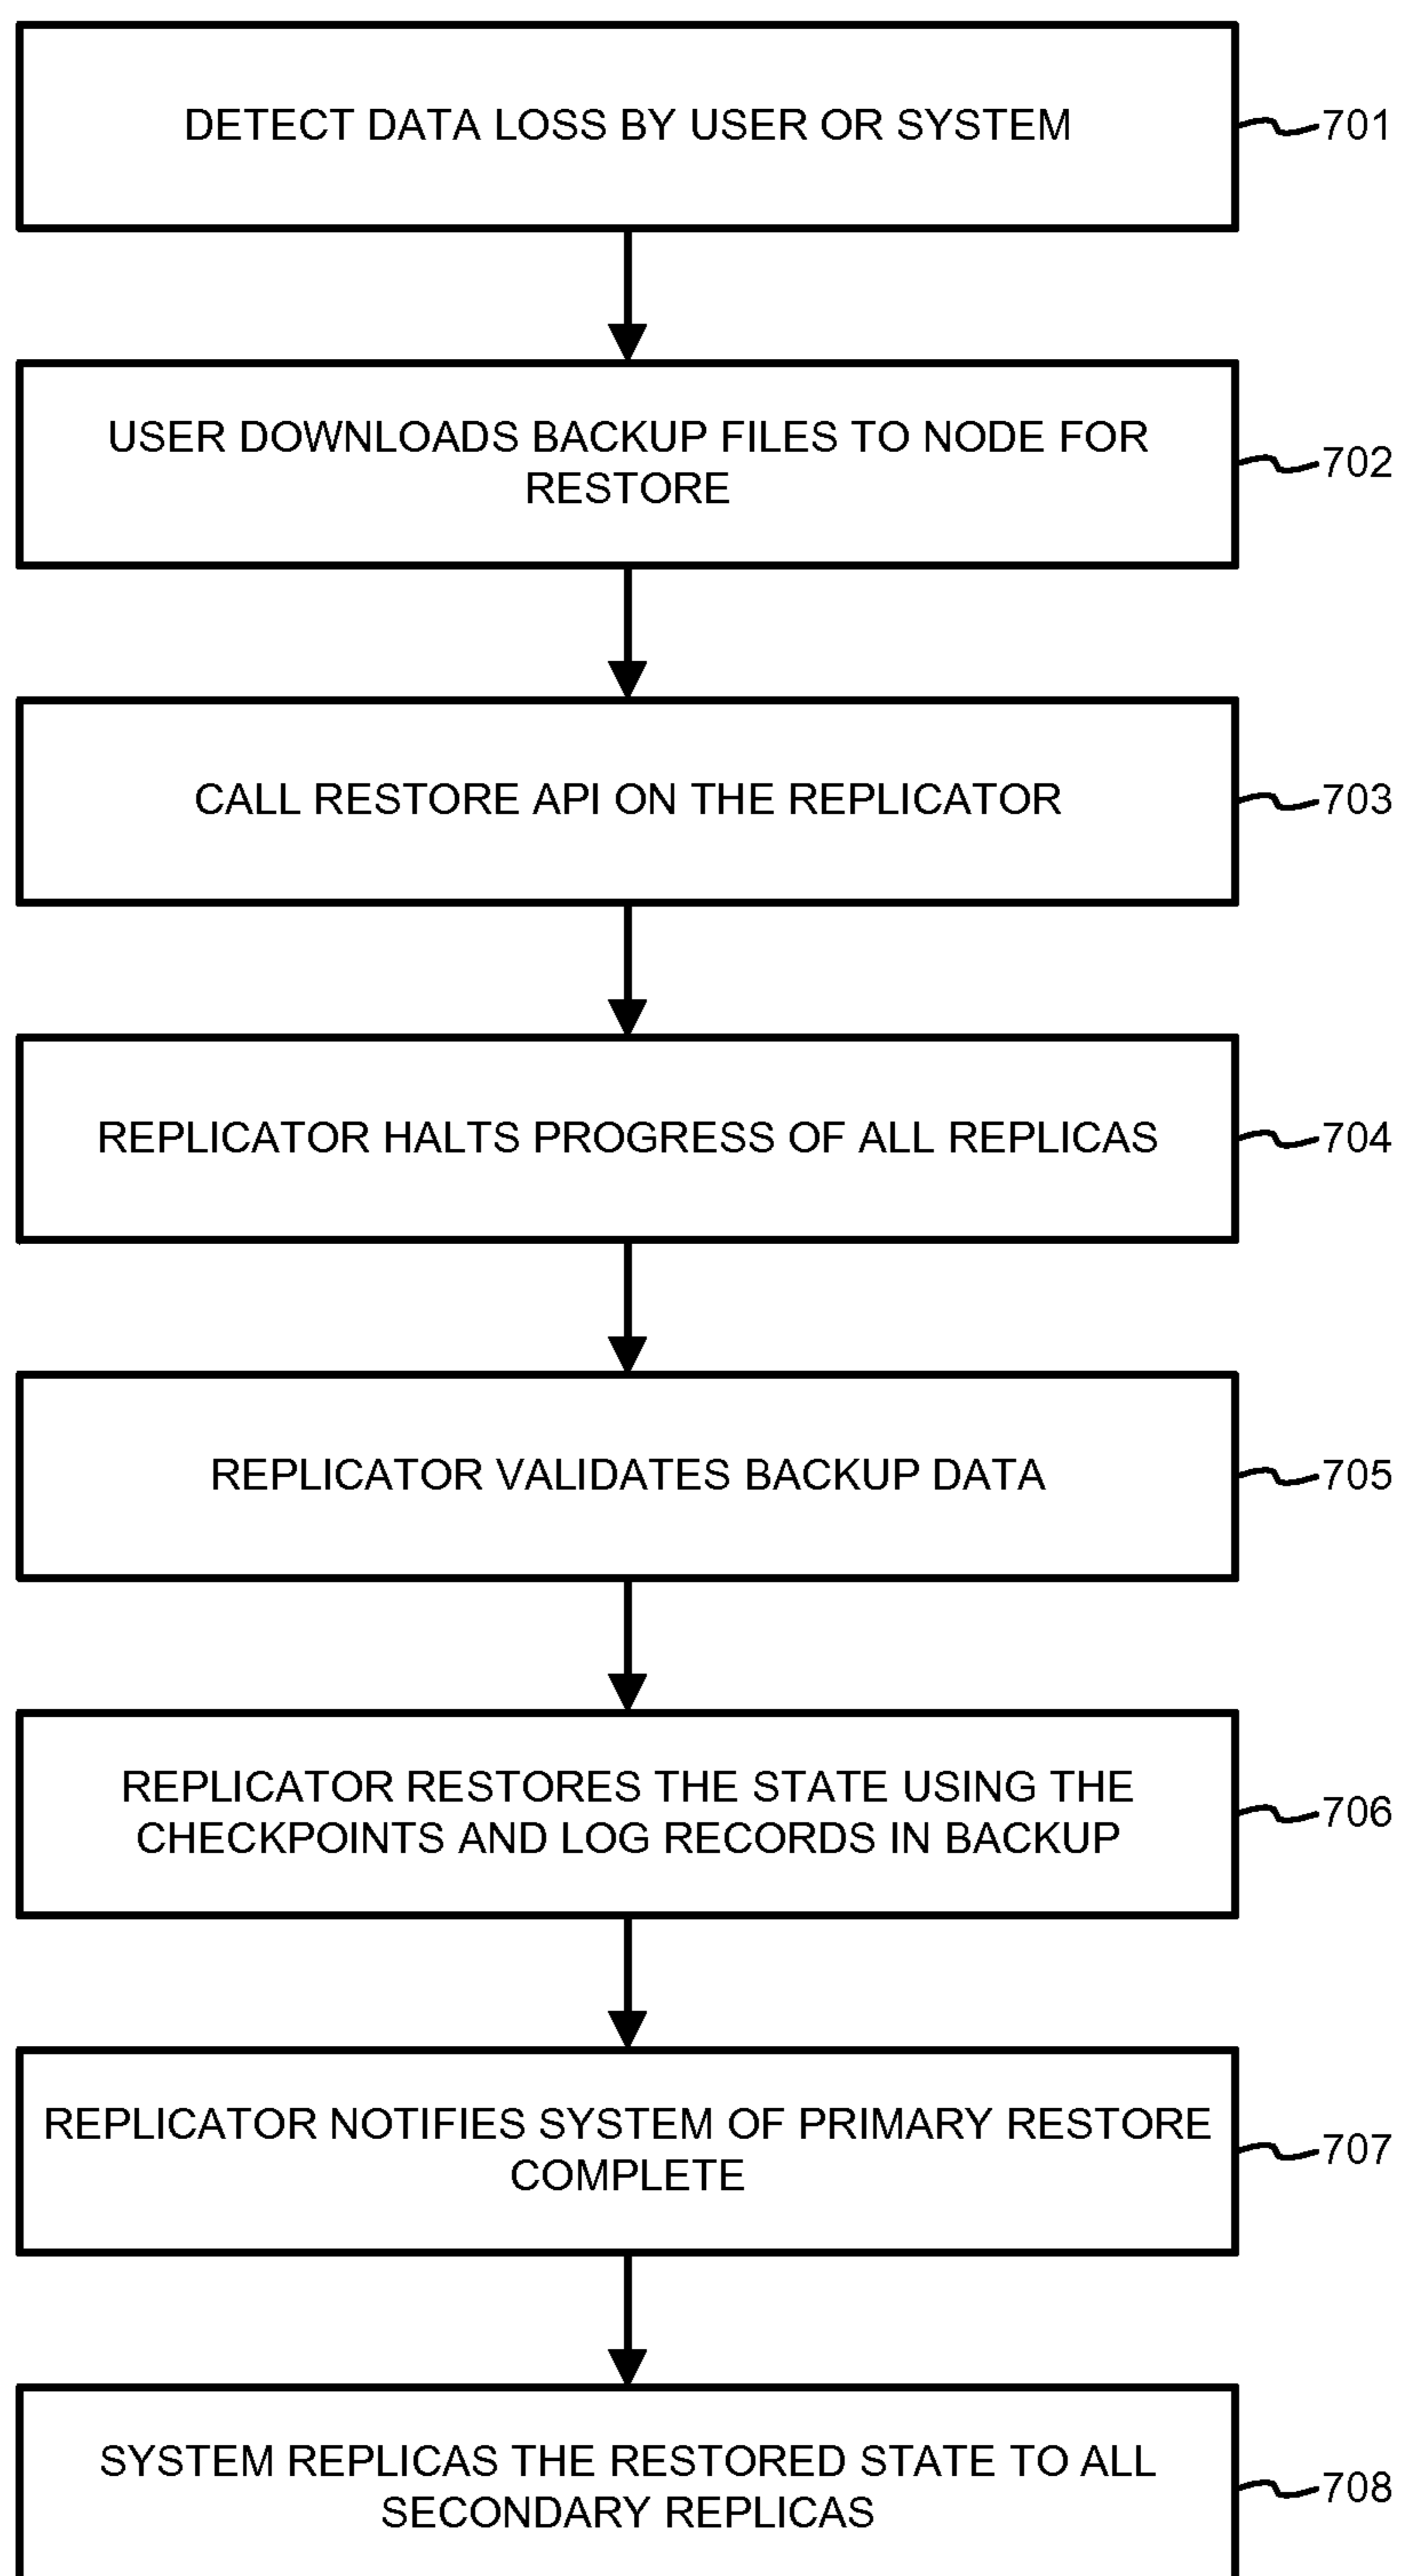 DETECT DATA LOSS BY USER OR SYSTEM
701
USER DOWNLOADS BACKUP FILES TO NODE FOR
RESTORE
702
CALL RESTORE API ON THE REPLICATOR
703
REPLICATOR HALTS PROGRESS OF ALL REPLICAS
704
REPLICATOR VALIDATES BACKUP DATA
705
REPLICATOR RESTORES THE STATE USING THE
CHECKPOINTS AND LOG RECORDS IN BACKUP
706
REPLICATOR NOTIFIES SYSTEM OF PRIMARY RESTORE
COMPLETE
707
SYSTEM REPLICAS THE RESTORED STATE TO ALL
SECONDARY REPLICAS
708